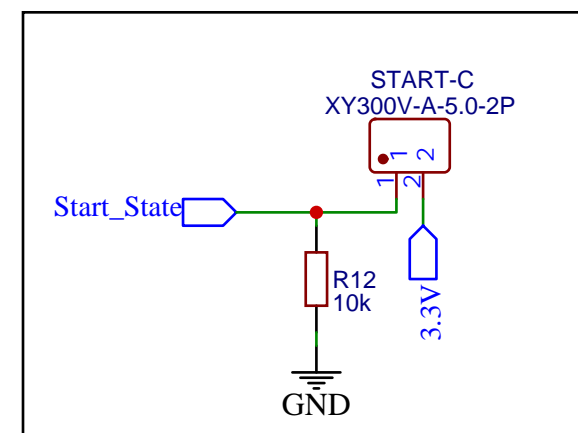 START-C
XY300V-A-5.0-2P
1 2
1 2
Start_State
R12
10k
3.3V
GND